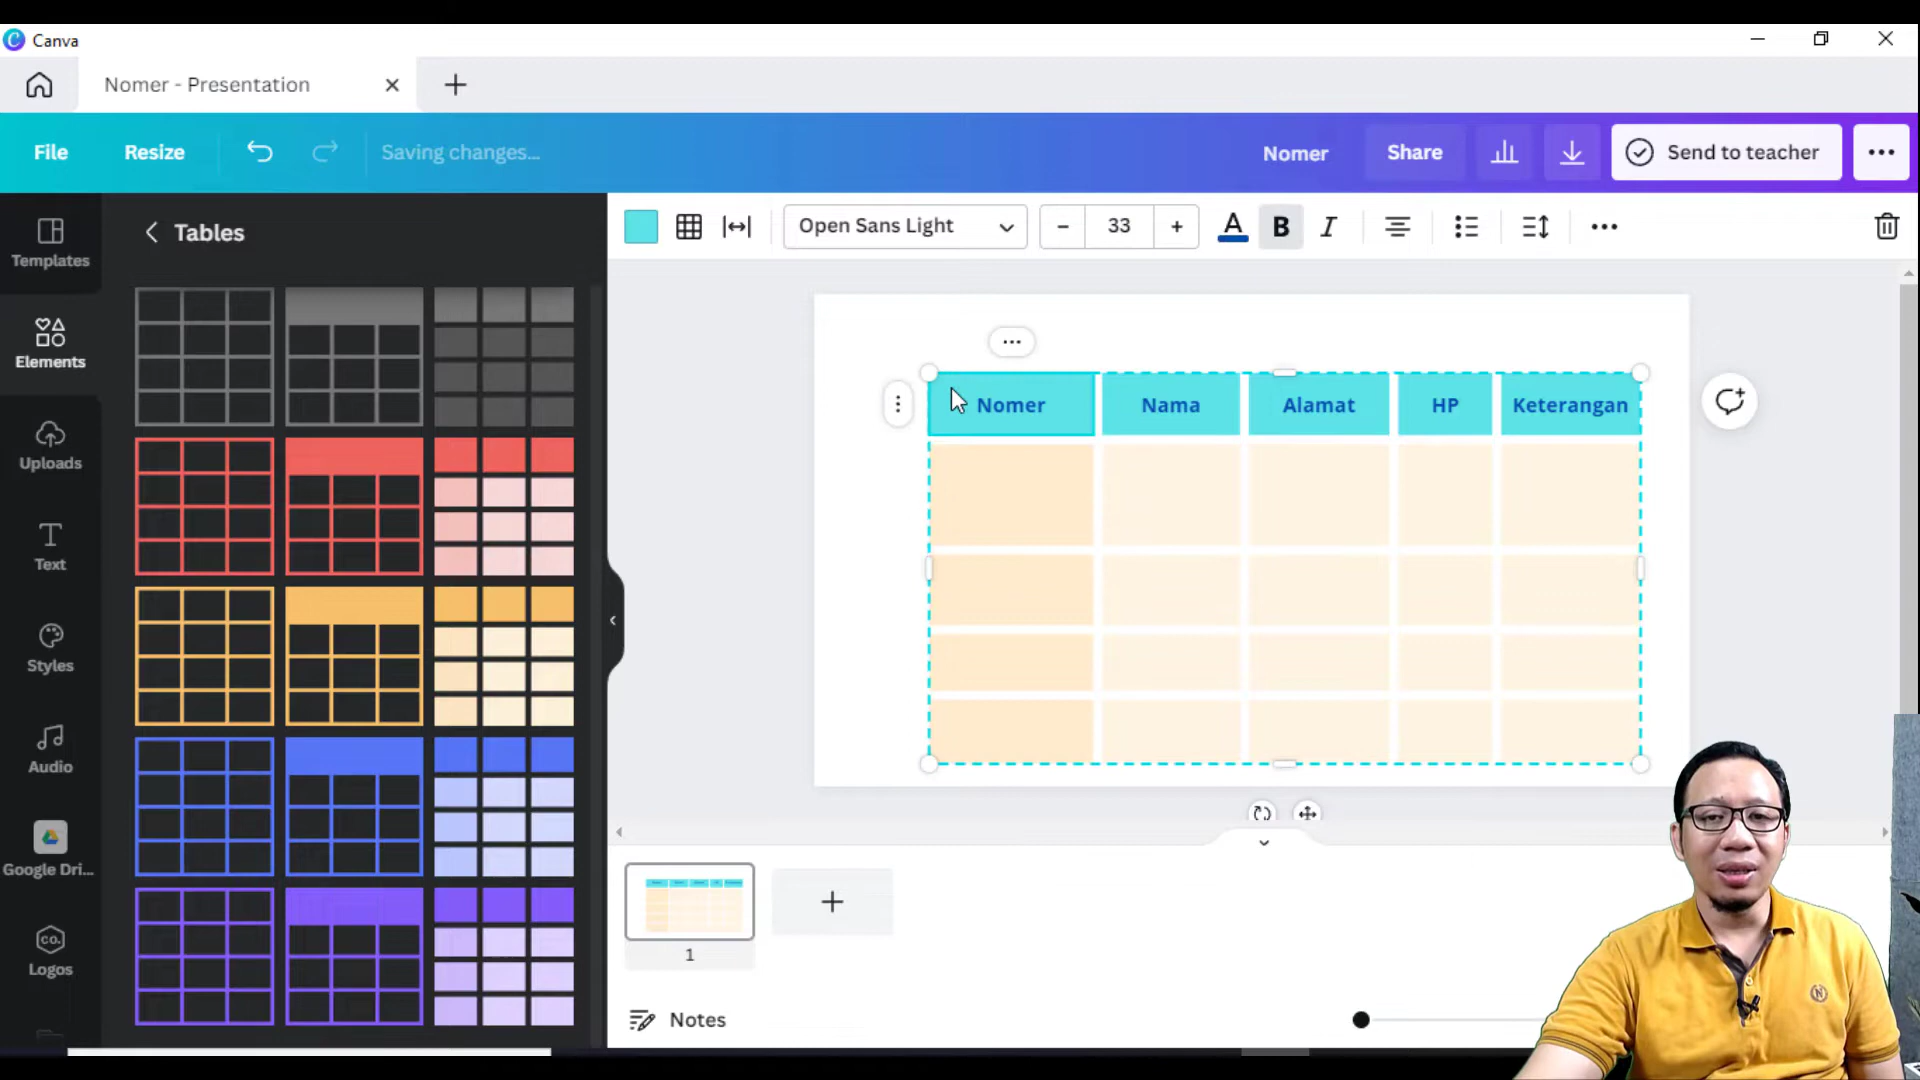 Canva
Nomer - Presentation
File
Resize
Saving changes...
Nomer
Share
Send to teacher
Templates
Elements
Uploads
Text
Styles
Audio
Google Dri...
CO.
Logos
Tables
Open Sans Light
33
A
B
I
Nomer
Nama
Alamat
HP
Keterangan
1
Notes